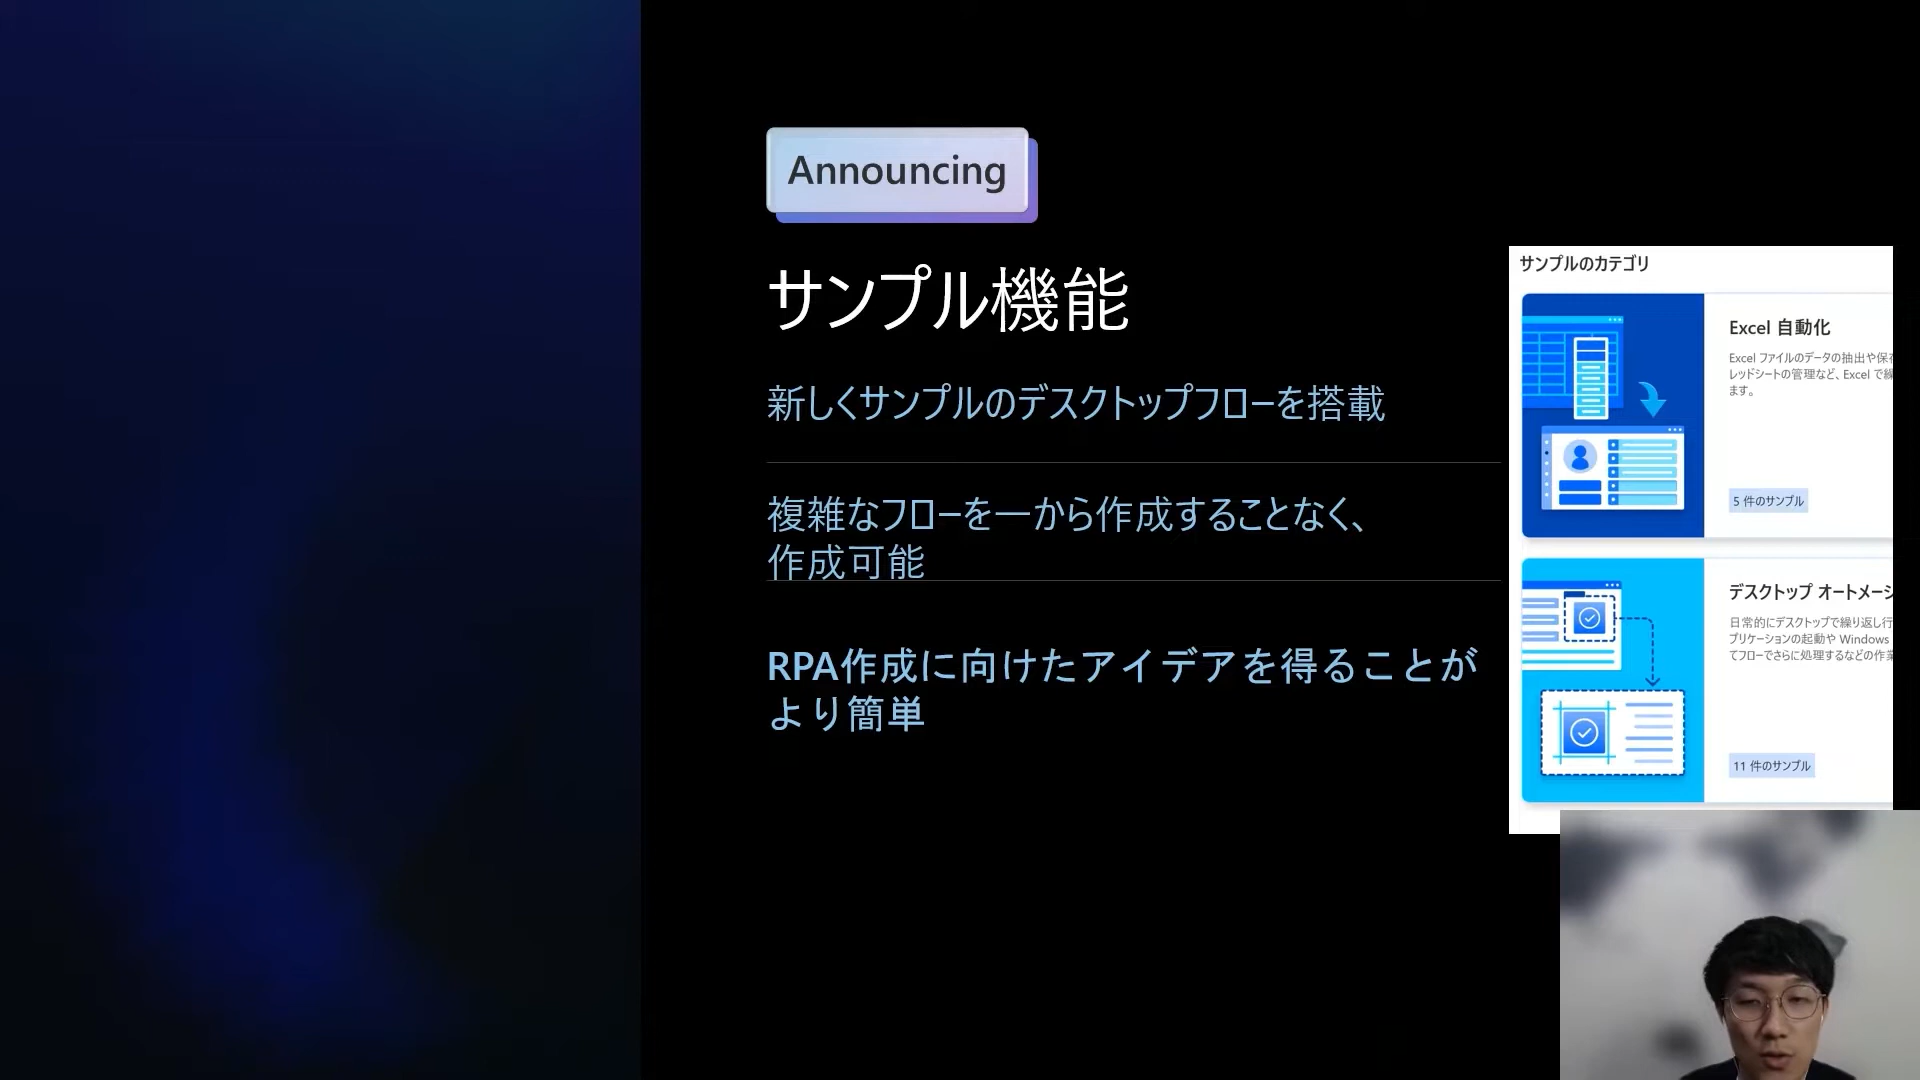 Announcing
サンプル機能
新しくサンプルのデスクトップフローを搭載
複雑なフローを一から作成することなく、
作成可能
RPA作成に向けたアイデアを得ることが
より簡単
サンプルのカテゴリ
Excel 自動化
Excel ファイルのデータの抽出や保存
レッドシートの管理など、Excel で繰
ます。
5 件のサンプル
デスクトップ オートメーシ
日常的にデスクトップで繰り返し行
プリケーションの起動や Windows
てフローでさらに処理するなどの作業
11 件のサンプル